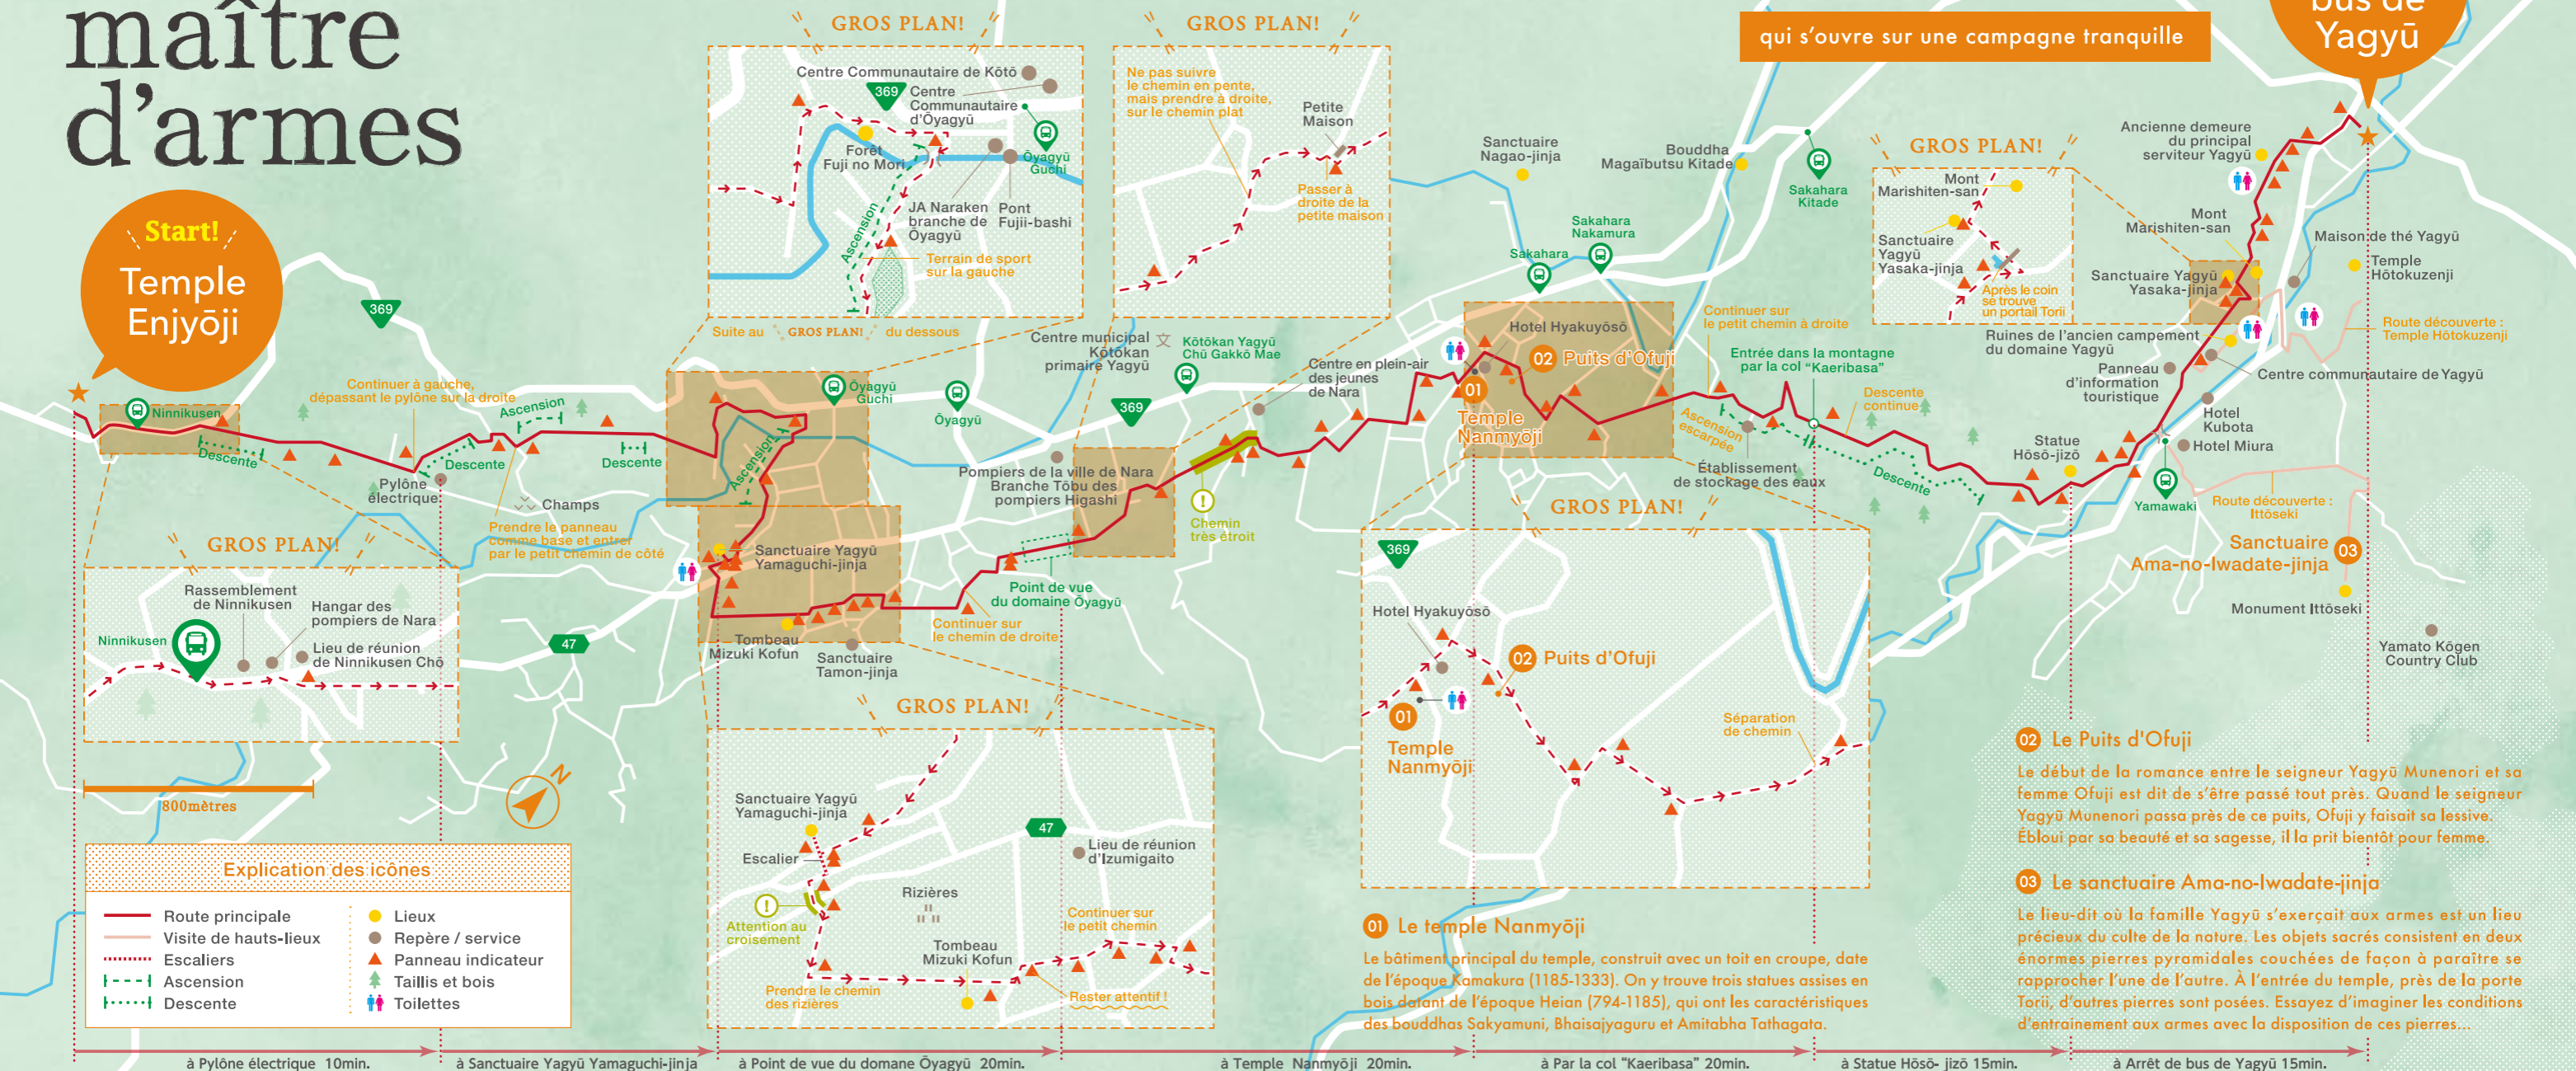 maître
d'armes
Start!
Temple
Enjyōji
qui s'ouvre sur une campagne tranquille
bus de
Yagyū
GROS PLAN!
Centre Communautaire de Kōtō
369
Centre
Communautaire
d'Ōyagyū
Forêt
Fuji no Mori
Ōyagyū
Guchi
JA Naraken
branche de
Ōyagyū
Pont
Fujii-bashi
Ascension
Terrain de sport
sur la gauche
Suite au GROS PLAN! du dessous
GROS PLAN!
Ne pas suivre
le chemin en pente,
mais prendre à droite,
sur le chemin plat
Petite
Maison
Passer à
droite de la
petite maison
GROS PLAN!
Mont
Marishiten-san
Sanctuaire
Yagyū
Yasaka-jinja
Après le coin
se trouve
un portail Torii
369
Ninnikusen
Descente
Continuer à gauche,
dépassant le pylône sur la droite
Pylône
électrique
Descente
Ascension
Descente
Champs
Prendre le panneau
comme base et entrer
par le petit chemin de côté
47
Ōyagyū
Guchi
Ascension
Ōyagyū
Sanctuaire Yagyū
Yamaguchi-jinja
Tombeau
Mizuki Kofun
Sanctuaire
Tamon-jinja
Continuer sur
le chemin de droite
Point de vue
du domaine Ōyagyū
Pompiers de la ville de Nara
Branche Tōbu des
pompiers Higashi
Centre municipal
Kōtōkan
primaire Yagyū
文
Kōtōkan Yagyū
Chū Gakkō Mae
369
Centre en plein-air
des jeunes
de Nara
Chemin
très étroit
Sanctuaire
Nagao-jinja
Bouddha
Magaïbutsu Kitade
Sakahara
Kitade
Sakahara
Nakamura
Sakahara
Hotel Hyakuyōsō
02 Puits d'Ofuji
01
Temple
Nanmyōji
Continuer sur
le petit chemin à droite
Entrée dans la montagne
par la col "Kaeribasa"
Ascension
escarpée
Établissement
de stockage des eaux
Descente
continue
Descente
Statue
Hōsō-jizō
Ancienne demeure
du principal
serviteur Yagyū
Mont
Marishiten-san
Maison de thé Yagyū
Temple
Hōtokuzenji
Sanctuaire Yagyū
Yasaka-jinja
Route découverte :
Temple Hōtokuzenji
Ruines de l'ancien campement
du domaine Yagyū
Centre communautaire de Yagyū
Panneau
d'information
touristique
Hotel
Kubota
Hotel Miura
Yamawaki
Route découverte :
Ittōseki
Sanctuaire
Ama-no-Iwadate-jinja
03
Monument Ittōseki
Yamato Kōgen
Country Club
GROS PLAN!
Rassemblement
de Ninnikusen
Hangar des
pompiers de Nara
Ninnikusen
Lieu de réunion
de Ninnikusen Chō
800mètres
N
GROS PLAN!
Sanctuaire Yagyū
Yamaguchi-jinja
Escalier
47
Lieu de réunion
d'Izumigaito
Rizières
Attention au
croisement
Tombeau
Mizuki Kofun
Continuer sur
le petit chemin
Prendre le chemin
des rizières
Rester attentif !
GROS PLAN!
369
Hotel Hyakuyōsō
02 Puits d'Ofuji
01
Temple
Nanmyōji
Séparation
de chemin
Explication des icônes
Route principale
Visite de hauts-lieux
Escaliers
Ascension
Descente
Lieux
Repère / service
Panneau indicateur
Taillis et bois
Toilettes
01 Le temple Nanmyōji
Le bâtiment principal du temple, construit avec un toit en croupe, date
de l'époque Kamakura (1185-1333). On y trouve trois statues assises en
bois datant de l'époque Heian (794-1185), qui ont les caractéristiques
des bouddhas Sakyamuni, Bhaisajyaguru et Amitabha Tathagata.
02 Le Puits d'Ofuji
Le début de la romance entre le seigneur Yagyū Munenori et sa
femme Ofuji est dit de s'être passé tout près. Quand le seigneur
Yagyū Munenori passa près de ce puits, Ofuji y faisait sa lessive.
Ébloui par sa beauté et sa sagesse, il la prit bientôt pour femme.
03 Le sanctuaire Ama-no-Iwadate-jinja
Le lieu-dit où la famille Yagyū s'exerçait aux armes est un lieu
précieux du culte de la nature. Les objets sacrés consistent en deux
énormes pierres pyramidales couchées de façon à paraître se
rapprocher l'une de l'autre. À l'entrée du temple, près de la porte
Torii, d'autres pierres sont posées. Essayez d'imaginer les conditions
d'entrainement aux armes avec la disposition de ces pierres...
à Pylône électrique 10min.
à Sanctuaire Yagyū Yamaguchi-jinja
à Point de vue du domane Ōyagyū 20min.
à Temple Nanmyōji 20min.
à Par la col "Kaeribasa" 20min.
à Statue Hōsō- jizō 15min.
à Arrêt de bus de Yagyū 15min.